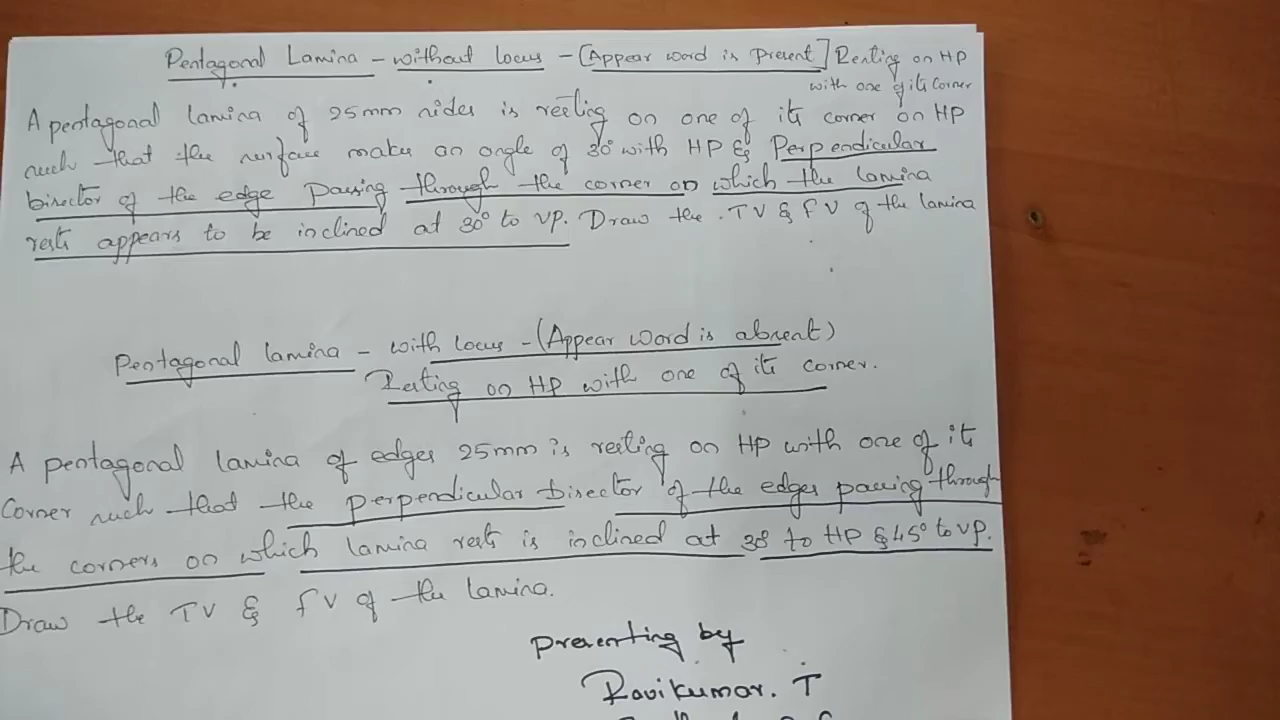 Pentagonal Lamina - without locus - [Appear word is Present] Resting on HP
with one of its corner
A pentagonal lamina of 25mm sides is resting on one of its corner on HP
such that the surface makes an angle of 30° with HP & Perpendicular
bisector of the edge Passing through the corner on which the lamina
rests appears to be inclined at 30° to VP. Draw the TV & FV of the lamina
Pentagonal lamina - with locus - (Appear Word is absent)
Resting on HP with one of its corner.
A pentagonal lamina of edges 25mm is resting on HP with one of its
Corner such that the perpendicular bisector of the edges passing through
the corners on which lamina rests is inclined at 30° to HP & 45° to VP.
Draw the TV & FV of the lamina.
Presenting by
Ravikumar. T